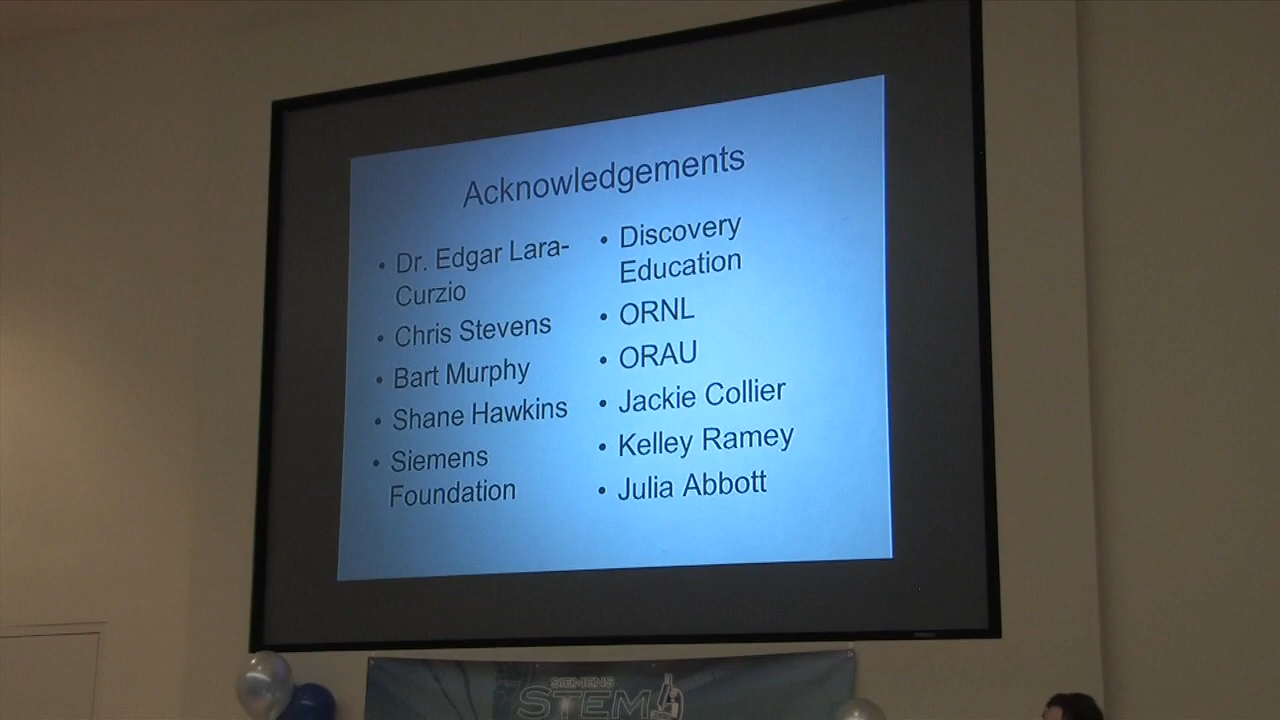 Acknowledgements
• Dr. Edgar Lara-
Curzio
• Chris Stevens
• Bart Murphy
• Shane Hawkins
• Siemens
Foundation
• Discovery
Education
• ORNL
• ORAU
• Jackie Collier
• Kelley Ramey
• Julia Abbott
SIEMENS
STEM